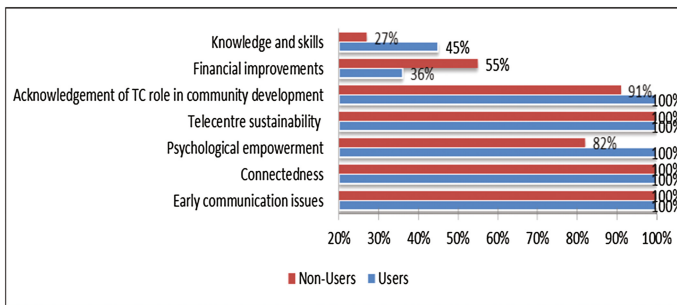 Knowledge and skills 27%
45%
Financial improvements 55%
36%
Acknowledgement of TC role in community development 91%
100%
Telecentre sustainability 100%
100%
Psychological empowerment 82%
100%
Connectedness 100%
100%
Early communication issues 100%
100%
20% 30% 40% 50% 60% 70% 80% 90% 100%
Non-Users Users